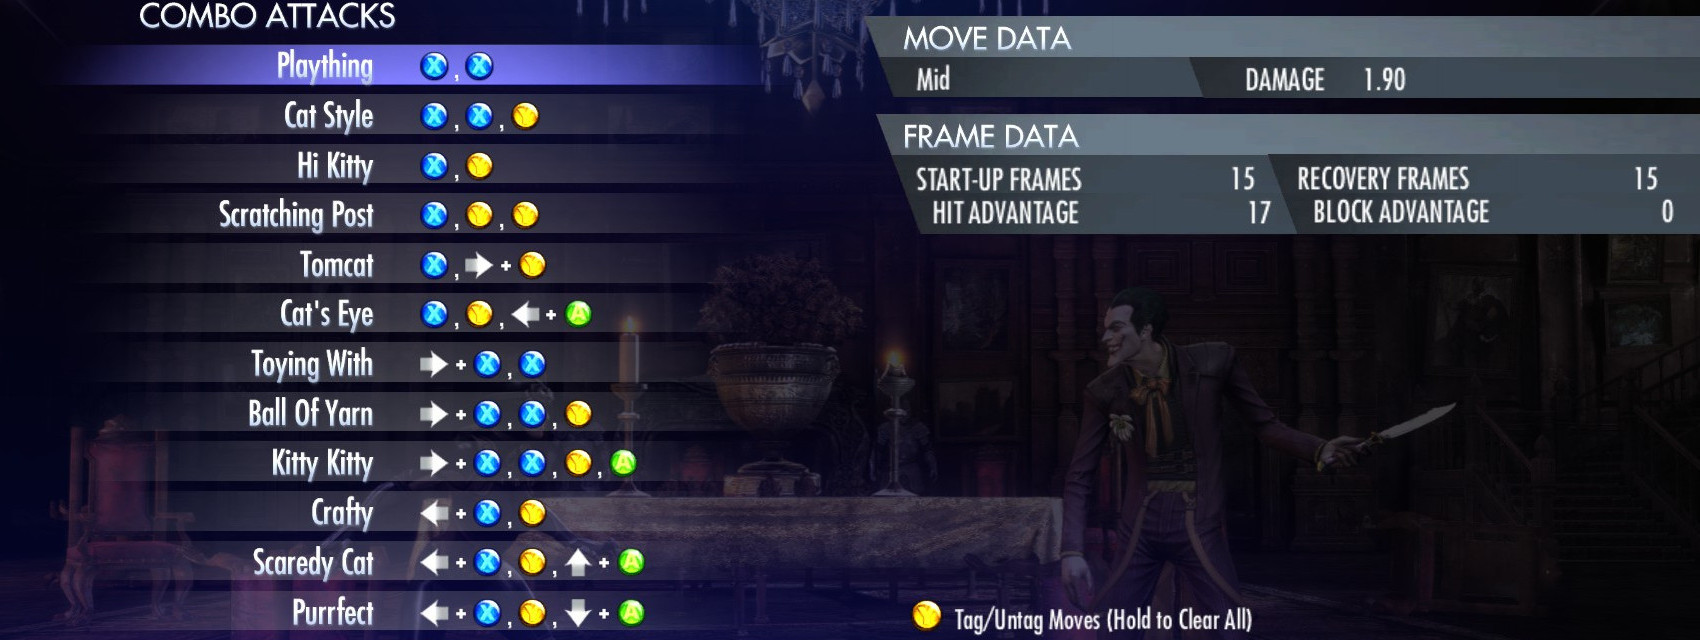 COMBO ATTACKS
Plaything X , X
Cat Style X , X , Y
Hi Kitty X , Y
Scratching Post X , Y , Y
Tomcat X , + Y
Cat's Eye X , Y , + A
Toying With + X , X
Ball Of Yarn + X , X , Y
Kitty Kitty + X , X , Y , A
Crafty + X , Y
Scaredy Cat + X , Y , + A
Purrfect + X , Y , + A
MOVE DATA
Mid DAMAGE 1.90
FRAME DATA
START-UP FRAMES 15 RECOVERY FRAMES 15
HIT ADVANTAGE 17 BLOCK ADVANTAGE 0
Y Tag/Untag Moves (Hold to Clear All)